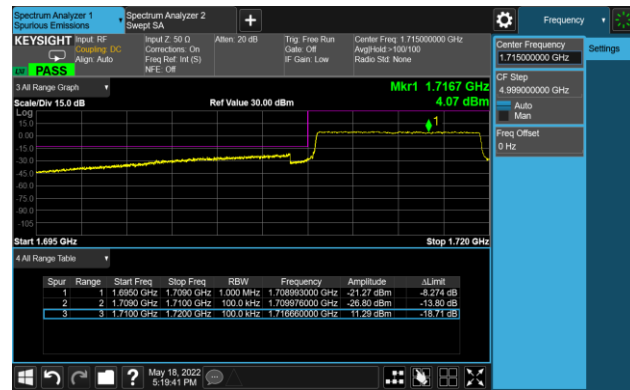 Spectrum Analyzer 1
Spurious Emissions
Spectrum Analyzer 2
Swept SA
Frequency
KEYSIGHT
Input: RF
Coupling: DC
Align: Auto
Input Z: 50 Ω
Corrections: On
Freq Ref: Int (S)
NFE: Off
Atten: 20 dB
Trig: Free Run
Gate: Off
IF Gain: Low
Center Freq: 1.715000000 GHz
Avg|Hold:>100/100
Radio Std: None
PASS
Center Frequency
1.715000000 GHz
Settings
CF Step
4.999000000 GHz
Auto
Man
Freq Offset
0 Hz
3 All Range Graph
Mkr1 1.7167 GHz
4.07 dBm
Scale/Div 15.0 dB
Ref Value 30.00 dBm
Log
15.0
0.00
-15.0
-30.0
-45.0
-60.0
-75.0
-90.0
-105
1
Start 1.695 GHz
Stop 1.720 GHz
4 All Range Table
Spur Range Start Freq Stop Freq RBW Frequency Amplitude ΔLimit
1 1 1.6950 GHz 1.7090 GHz 1.000 MHz 1.708993000 GHz -21.27 dBm -8.274 dB
2 2 1.7090 GHz 1.7100 GHz 100.0 kHz 1.709976000 GHz -26.80 dBm -13.80 dB
3 3 1.7100 GHz 1.7200 GHz 100.0 kHz 1.716660000 GHz 11.29 dBm -18.71 dB
May 18, 2022
5:19:41 PM